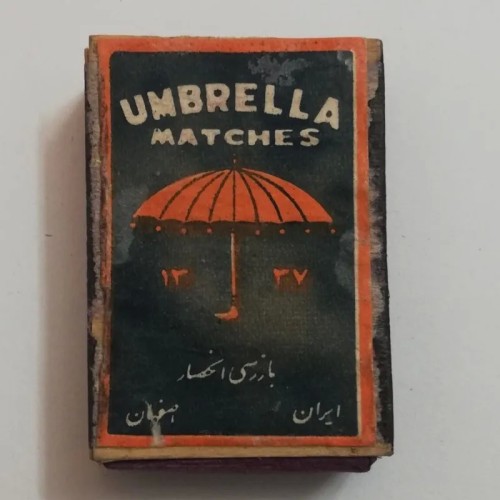 UMBRELLA
MATCHES
۱۳ ۳۷
بازرسی انحصار
ایران اصفهان